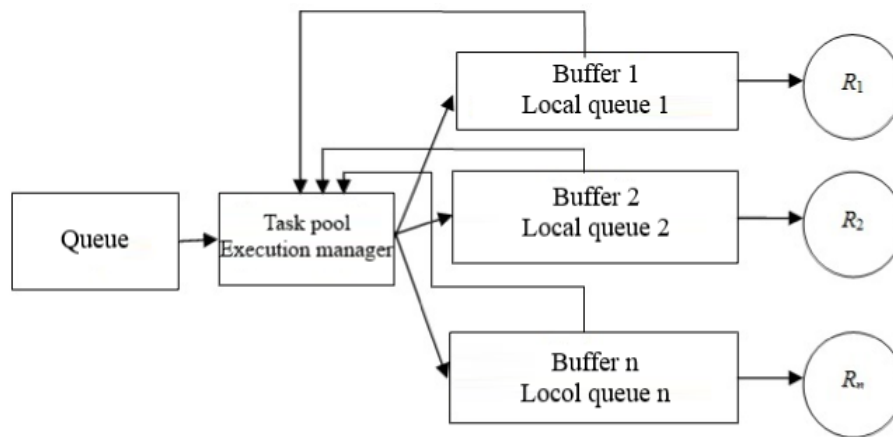 Buffer 1
Local queue 1
R1
Queue
Task pool
Execution manager
Buffer 2
Local queue 2
R2
Buffer n
Locol queue n
Rn